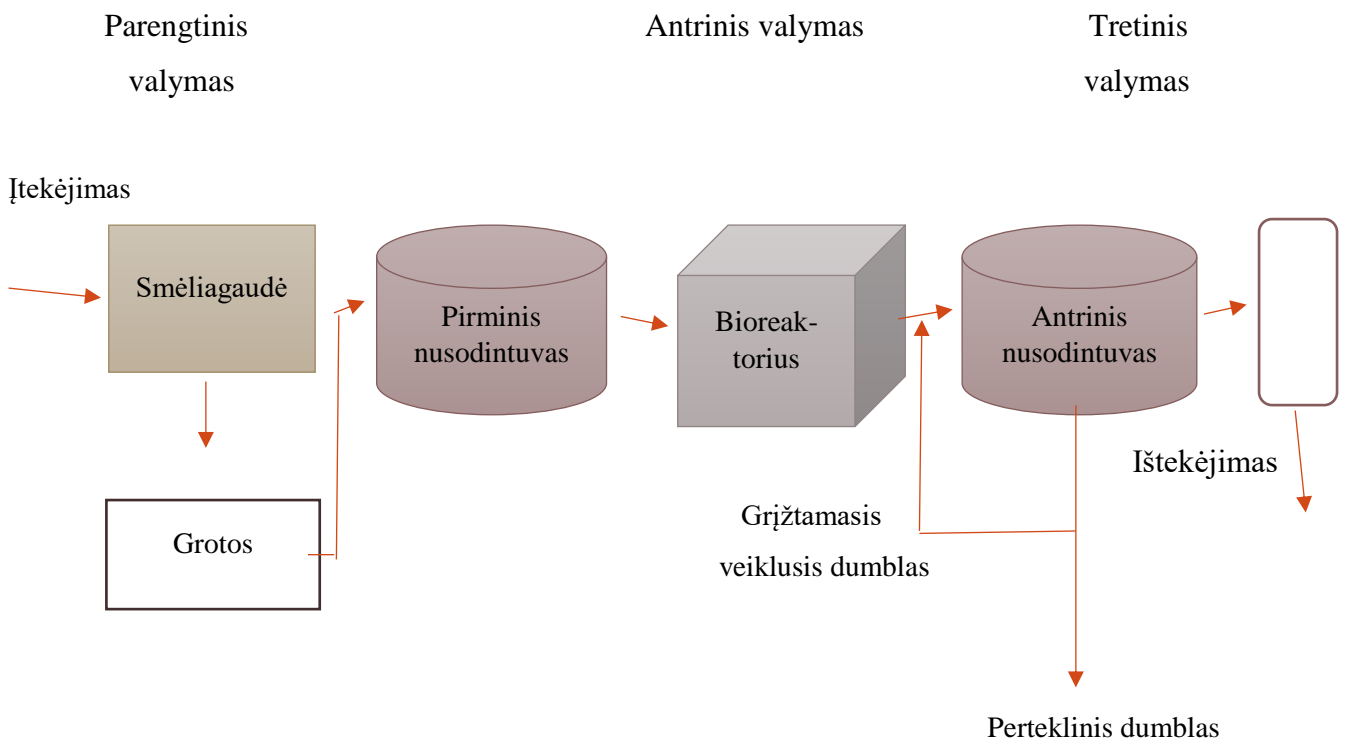 Parengtinis
valymas
Antrinis valymas
Tretinis
valymas
Įtekėjimas
Smėliagaudė
Pirminis
nusodintuvas
Bioreak-
torius
Antrinis
nusodintuvas
Ištekėjimas
Grotos
Grįžtamasis
veiklusis dumblas
Perteklinis dumblas